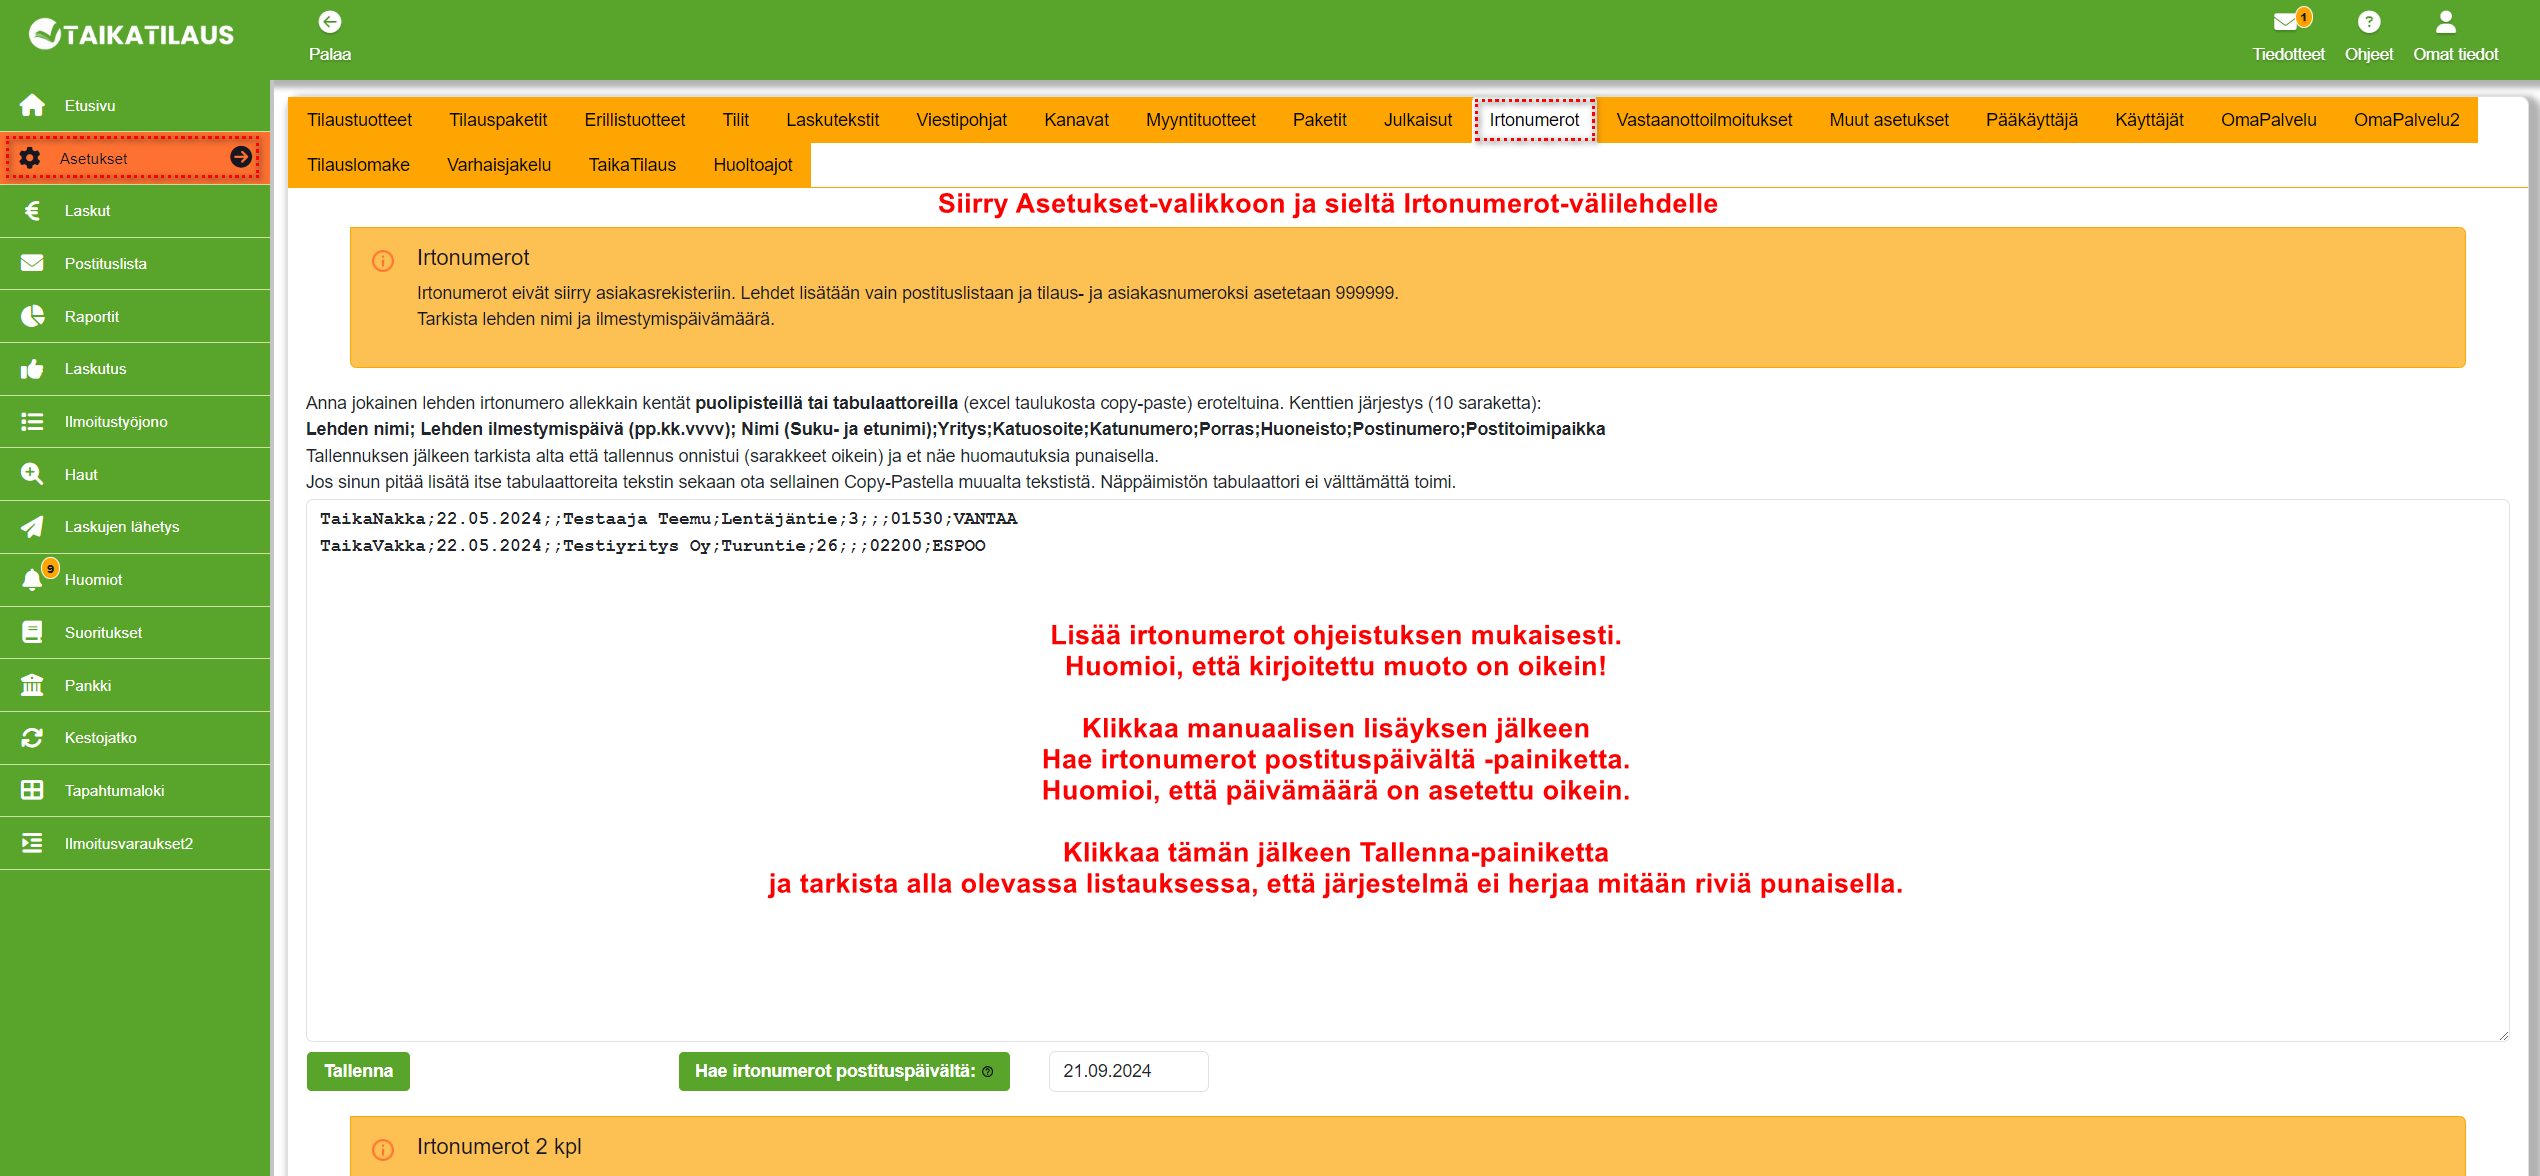 TAIKATILAUS
Palaa
1
Tiedotteet
?
Ohjeet
Omat tiedot
Etusivu
Asetukset
Laskut
Postituslista
Raportit
Laskutus
Ilmoitustyöjono
Haut
Laskujen lähetys
9
Huomiot
Suoritukset
Pankki
Kestojatko
Tapahtumaloki
Ilmoitusvaraukset2
Tilaustuotteet Tilauspaketit Erillistuotteet Tilit Laskutekstit Viestipohjat Kanavat Myyntituotteet Paketit Julkaisut Irtonumerot Vastaanottoilmoitukset Muut asetukset Pääkäyttäjä Käyttäjät OmaPalvelu OmaPalvelu2
Tilauslomake Varhaisjakelu TaikaTilaus Huoltoajot
Siirry Asetukset-valikkoon ja sieltä Irtonumerot-välilehdelle
Irtonumerot
Irtonumerot eivät siirry asiakasrekisteriin. Lehdet lisätään vain postituslistaan ja tilaus- ja asiakasnumeroksi asetetaan 999999.
Tarkista lehden nimi ja ilmestymispäivämäärä.
Anna jokainen lehden irtonumero allekkain kentät puolipisteillä tai tabulaattoreilla (excel taulukosta copy-paste) eroteltuina. Kenttien järjestys (10 saraketta):
Lehden nimi; Lehden ilmestymispäivä (pp.kk.vvvv); Nimi (Suku- ja etunimi);Yritys;Katuosoite;Katunumero;Porras;Huoneisto;Postinumero;Postitoimipaikka
Tallennuksen jälkeen tarkista alta että tallennus onnistui (sarakkeet oikein) ja et näe huomautuksia punaisella.
Jos sinun pitää lisätä itse tabulaattoreita tekstin sekaan ota sellainen Copy-Pastella muualta tekstistä. Näppäimistön tabulaattori ei välttämättä toimi.
TaikaNakka;22.05.2024;;Testaaja Teemu;Lentäjäntie;3;;;01530;VANTAA
TaikaVakka;22.05.2024;;Testiyritys Oy;Turuntie;26;;;02200;ESPOO
Lisää irtonumerot ohjeistuksen mukaisesti.
Huomioi, että kirjoitettu muoto on oikein!
Klikkaa manuaalisen lisäyksen jälkeen
Hae irtonumerot postituspäivältä -painiketta.
Huomioi, että päivämäärä on asetettu oikein.
Klikkaa tämän jälkeen Tallenna-painiketta
ja tarkista alla olevassa listauksessa, että järjestelmä ei herjaa mitään riviä punaisella.
Tallenna
Hae irtonumerot postituspäivältä: ?
21.09.2024
Irtonumerot 2 kpl